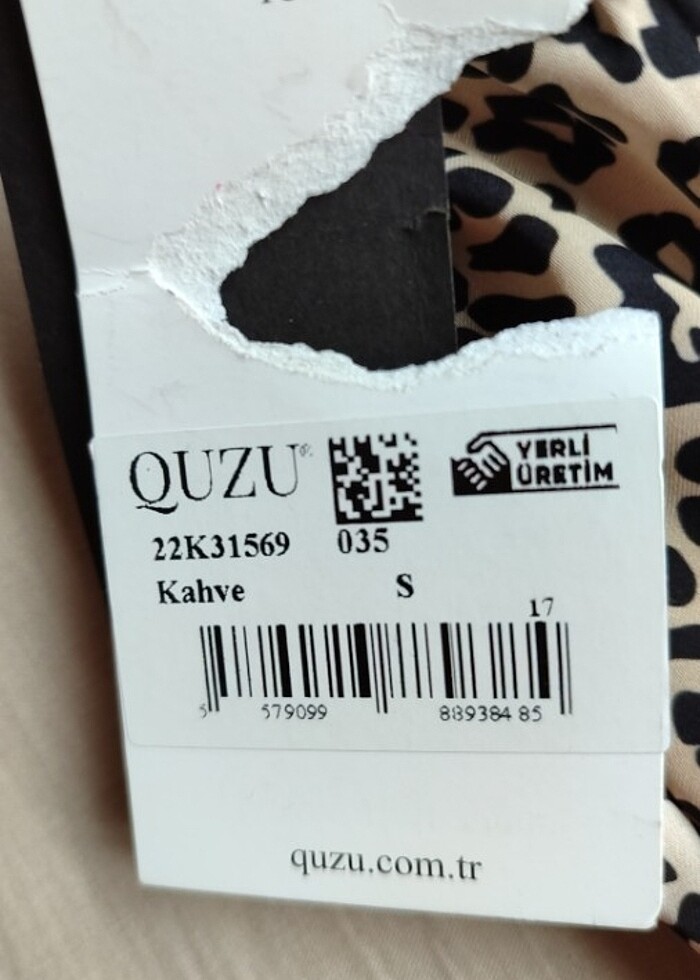 QUZU
YERLİ
ÜRETİM
22K31569 035
Kahve S
17
5 579099 889384 85
quzu.com.tr